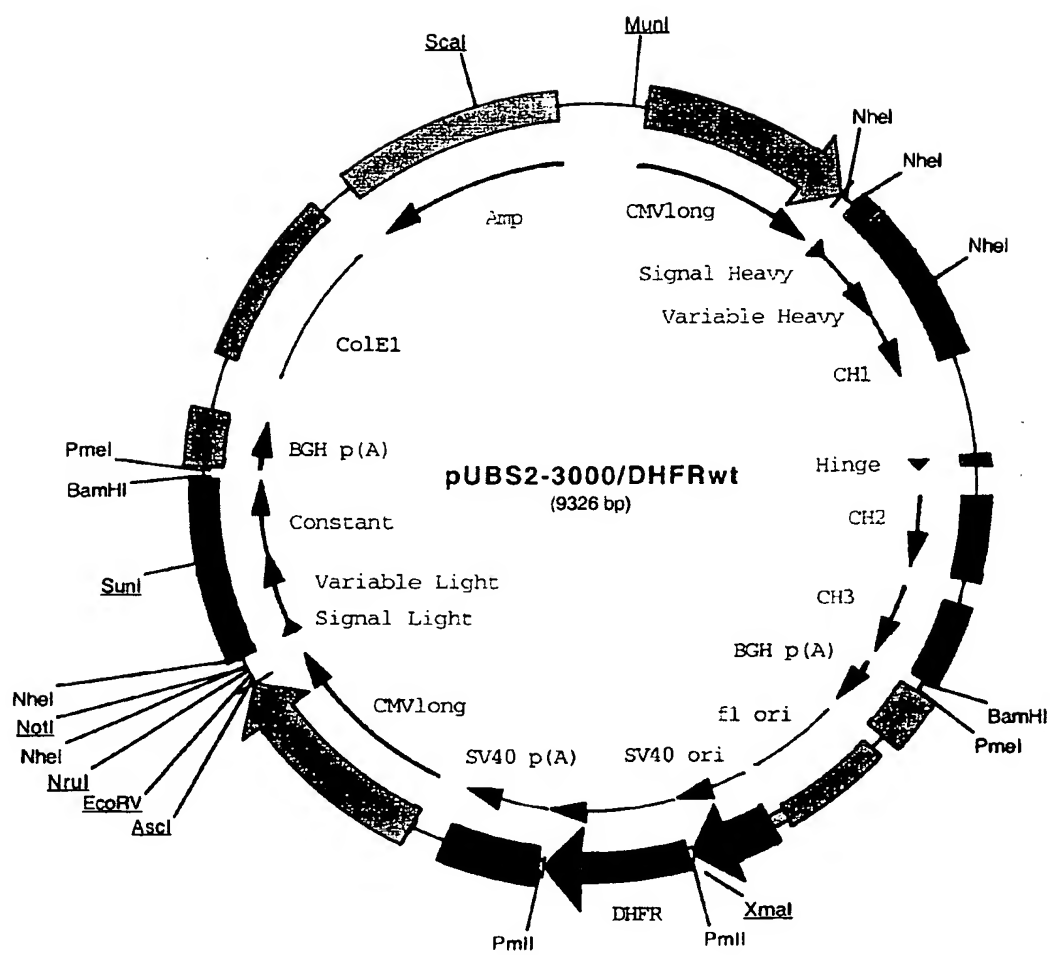 MunI
ScaI
NheI
NheI
NheI
Amp
CMVlong
Signal Heavy
Variable Heavy
CH1
ColE1
PmeI
BamHI
BGH p(A)
pUBS2-3000/DHFRwt
(9326 bp)
Hinge
CH2
Constant
SunI
Variable Light
Signal Light
CH3
BGH p(A)
NheI
NotI
NheI
NruI
EcoRV
AscI
CMVlong
f1 ori
SV40 ori
SV40 p(A)
BamHI
PmeI
XmaI
DHFR
PmlI
PmlI